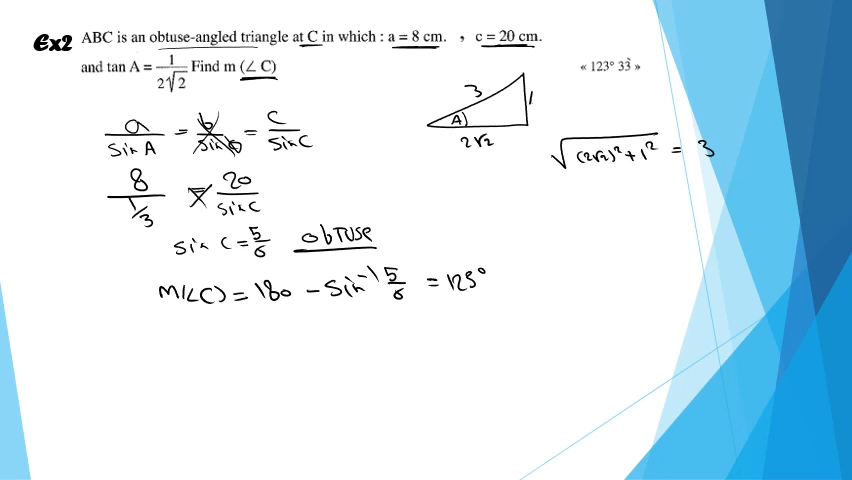 Ex2 ABC is an obtuse-angled triangle at C in which : a = 8 cm. , c = 20 cm.
and tan A = 1/2√2 Find m (∠ C) « 123° 33̀ »
3 1 A 2√2
a/sin A = b/sin b = c/sin C
√((2√2)² + 1²) = 3
8/(1/3) = 20/sin C
sin C = 5/6 obtuse
m(∠C) = 180 - sin⁻¹ 5/6 = 123°